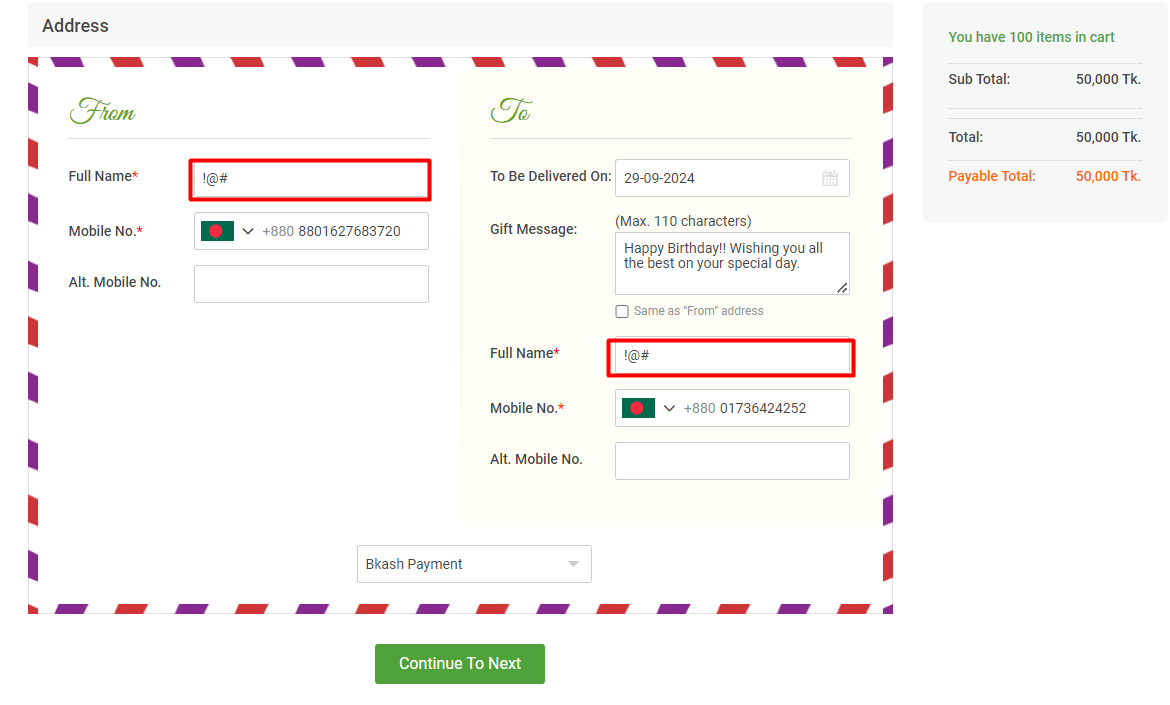 Address
From
Full Name* !@#
Mobile No.* +880 8801627683720
Alt. Mobile No.
To
To Be Delivered On: 29-09-2024
(Max. 110 characters)
Gift Message:
Happy Birthday!! Wishing you all
the best on your special day.
Same as "From" address
Full Name* !@#
Mobile No.* +880 01736424252
Alt. Mobile No.
Bkash Payment
Continue To Next
You have 100 items in cart
Sub Total: 50,000 Tk.
Total: 50,000 Tk.
Payable Total: 50,000 Tk.